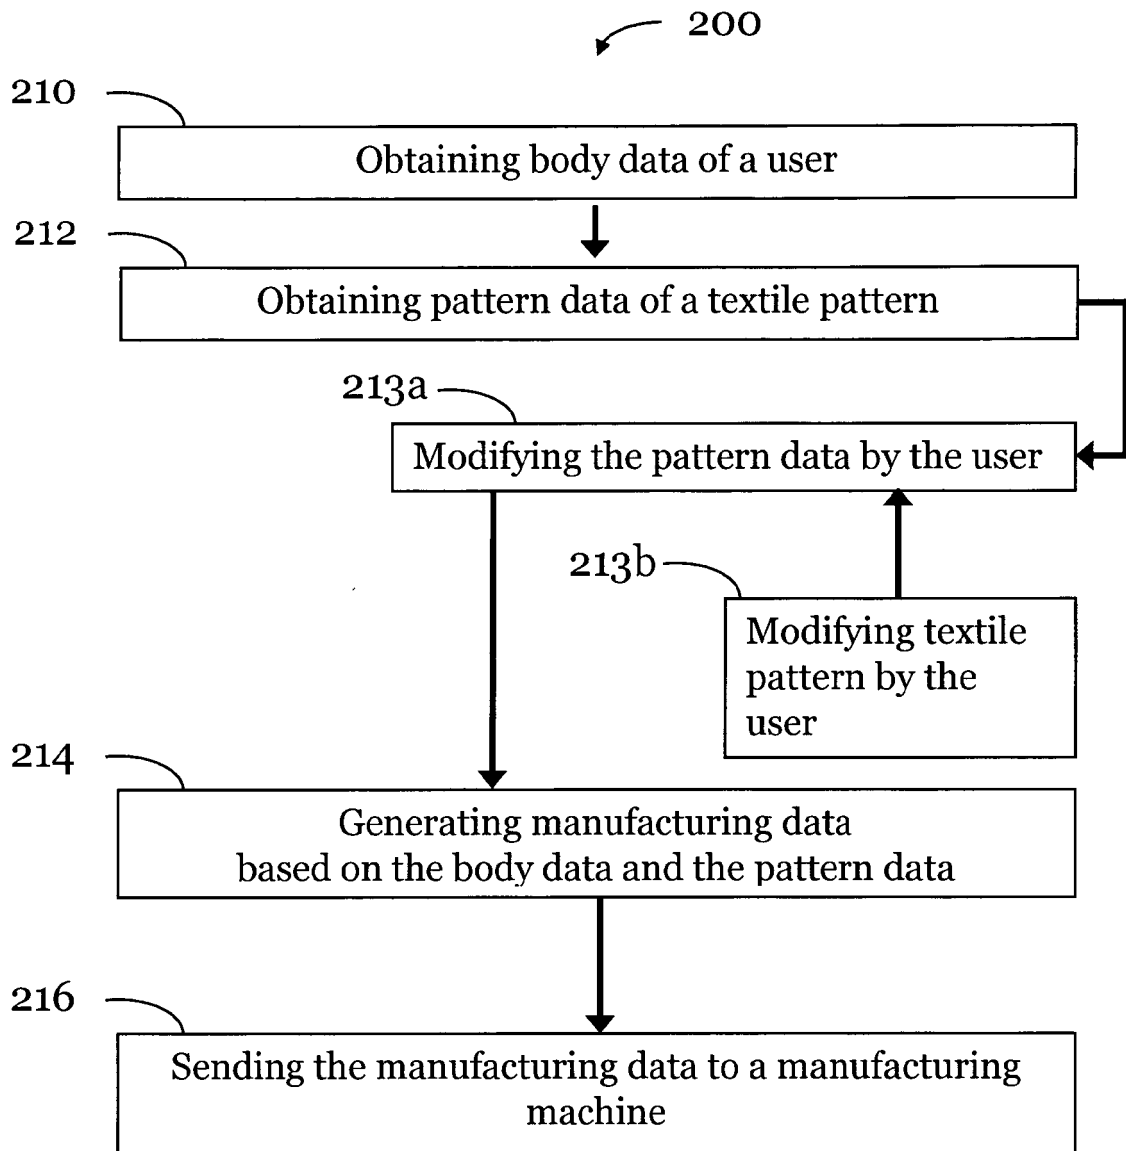 200
210
Obtaining body data of a user
212
Obtaining pattern data of a textile pattern
213a
Modifying the pattern data by the user
213b
Modifying textile
pattern by the
user
214
Generating manufacturing data
based on the body data and the pattern data
216
Sending the manufacturing data to a manufacturing
machine